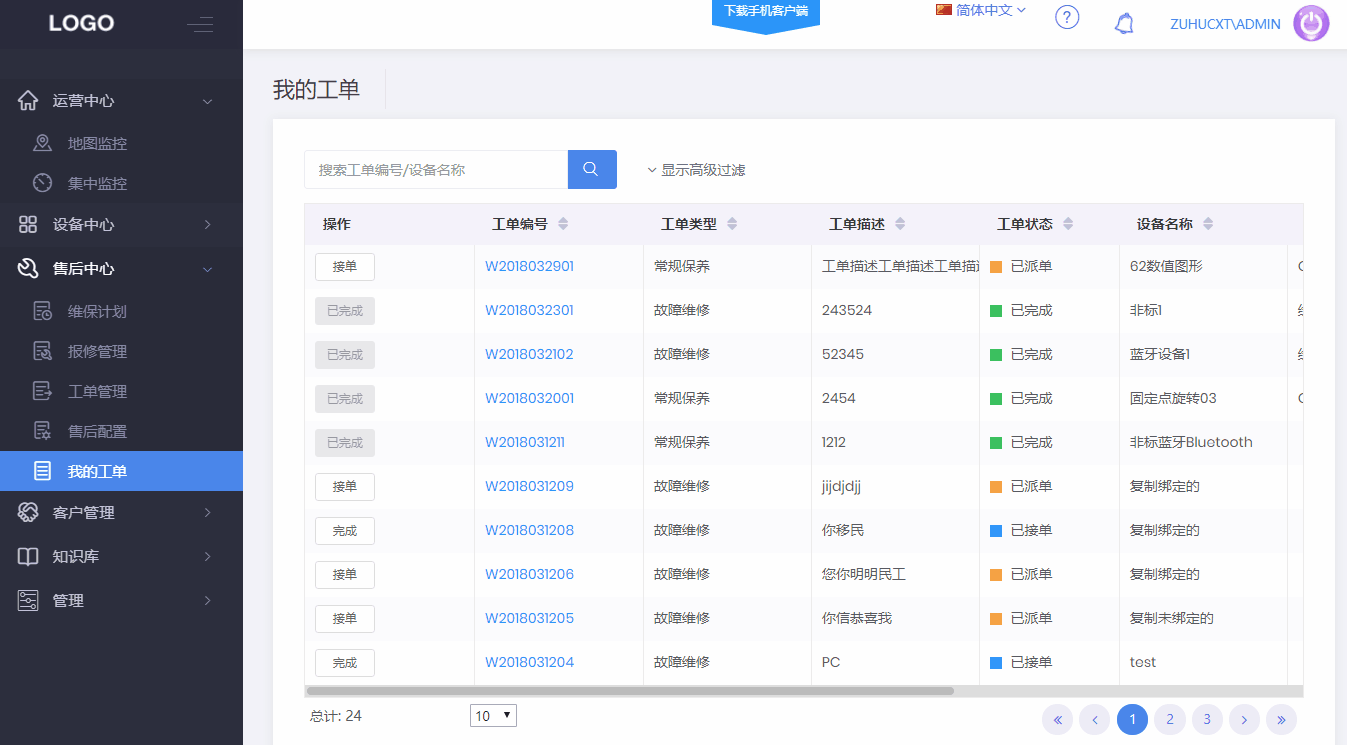 LOGO
下载手机客户端
简体中文
?
ZUHUCXT\ADMIN
运营中心
地图监控
集中监控
设备中心
售后中心
维保计划
报修管理
工单管理
售后配置
我的工单
客户管理
知识库
管理
我的工单
搜索工单编号/设备名称
显示高级过滤
操作 工单编号 工单类型 工单描述 工单状态 设备名称
接单 W2018032901 常规保养 工单描述工单描述工单描 已派单 62数值图形
已完成 W2018032301 故障维修 243524 已完成 非标1
已完成 W2018032102 故障维修 52345 已完成 蓝牙设备1
已完成 W2018032001 常规保养 2454 已完成 固定点旋转03
已完成 W2018031211 常规保养 1212 已完成 非标蓝牙Bluetooth
接单 W2018031209 故障维修 jijdjdjj 已派单 复制绑定的
完成 W2018031208 故障维修 你移民 已接单 复制绑定的
接单 W2018031206 故障维修 您你明明民工 已派单 复制绑定的
接单 W2018031205 故障维修 你信恭喜我 已派单 复制未绑定的
完成 W2018031204 故障维修 PC 已接单 test
总计: 24 10 « ‹ 1 2 3 › »